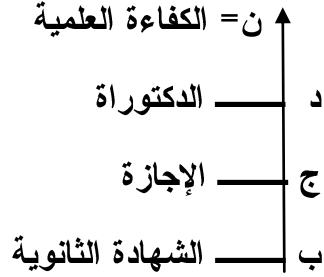 ن= الكفاءة العلمية
د الدكتوراة
ج الإجازة
ب الشهادة الثانوية